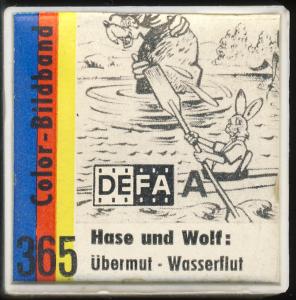 Color-Bildband
DEFA A
365
Hase und Wolf:
Übermut - Wasserflut